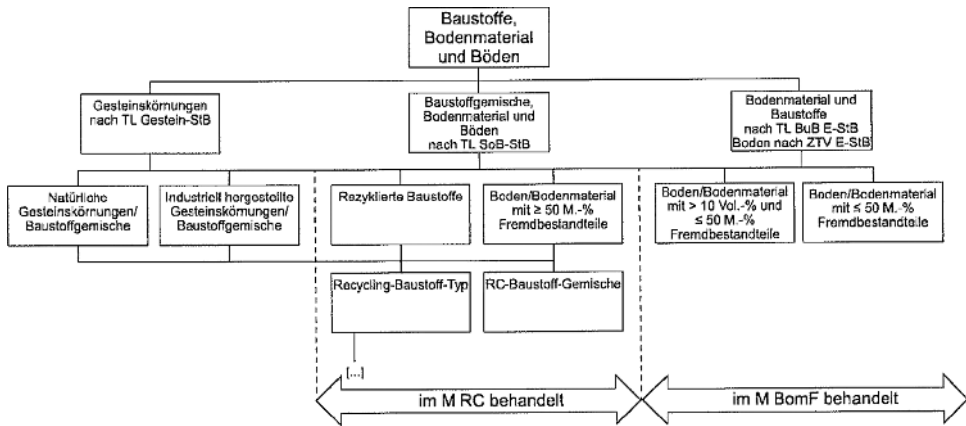 Baustoffe,
Bodenmaterial
und Böden
Gesteinskörnungen
nach TL Gestein-StB
Baustoffgemische,
Bodenmaterial und
Böden
nach TL SoB-StB
Bodenmaterial und
Baustoffe
nach TL BuB E-StB
Boden nach ZTV E-StB
Natürliche
Gesteinskörnungen/
Baustoffgemische
Industriell horgostollte
Gesteinskörnungen/
Baustoffgemische
Rezyklierte Baustoffe
Boden/Bodenmaterial
mit ≥ 50 M.-%
Fremdbestandteile
Boden/Bodenmaterial
mit > 10 Vol.-% und
≤ 50 M.-%
Fremdbestandteile
Boden/Bodenmaterial
mit ≤ 50 M.-%
Fremdbestandteile
Recycling-Baustoff-Typ
RC-Baustoff-Gemische
[...]
im M RC behandelt
im M BomF behandelt